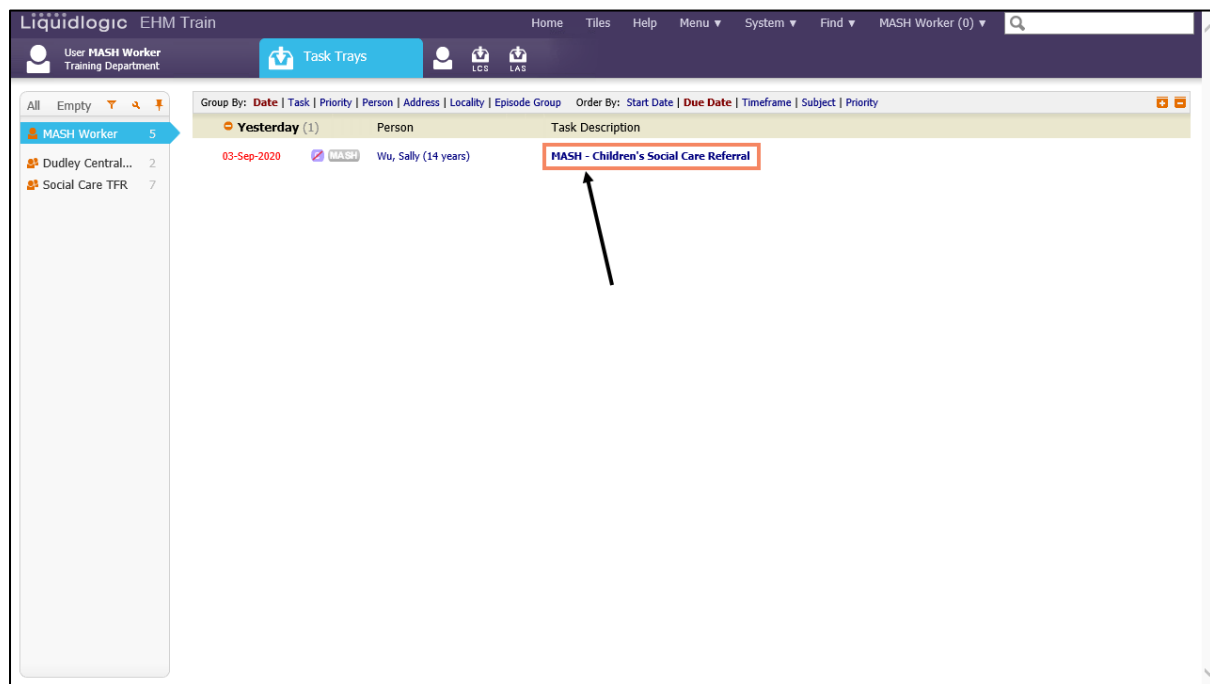 Liquidlogic EHM Train
Home Tiles Help Menu ▼ System ▼ Find ▼ MASH Worker (0) ▼
User MASH Worker
Training Department
Task Trays
LCS
LAS
All Empty
MASH Worker 5
Dudley Central... 2
Social Care TFR 7
Group By: Date | Task | Priority | Person | Address | Locality | Episode Group Order By: Start Date | Due Date | Timeframe | Subject | Priority
Yesterday (1) Person Task Description
03-Sep-2020 MASH Wu, Sally (14 years) MASH - Children's Social Care Referral